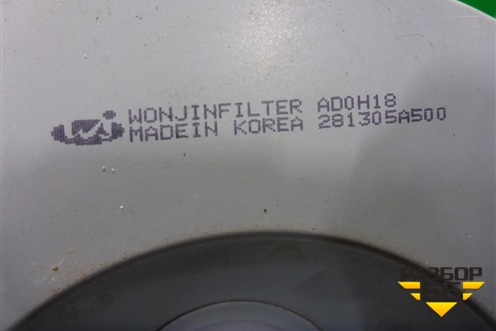 WONJINFILTER AD0H18
MADEIN KOREA 281305A500
РАЗБОР